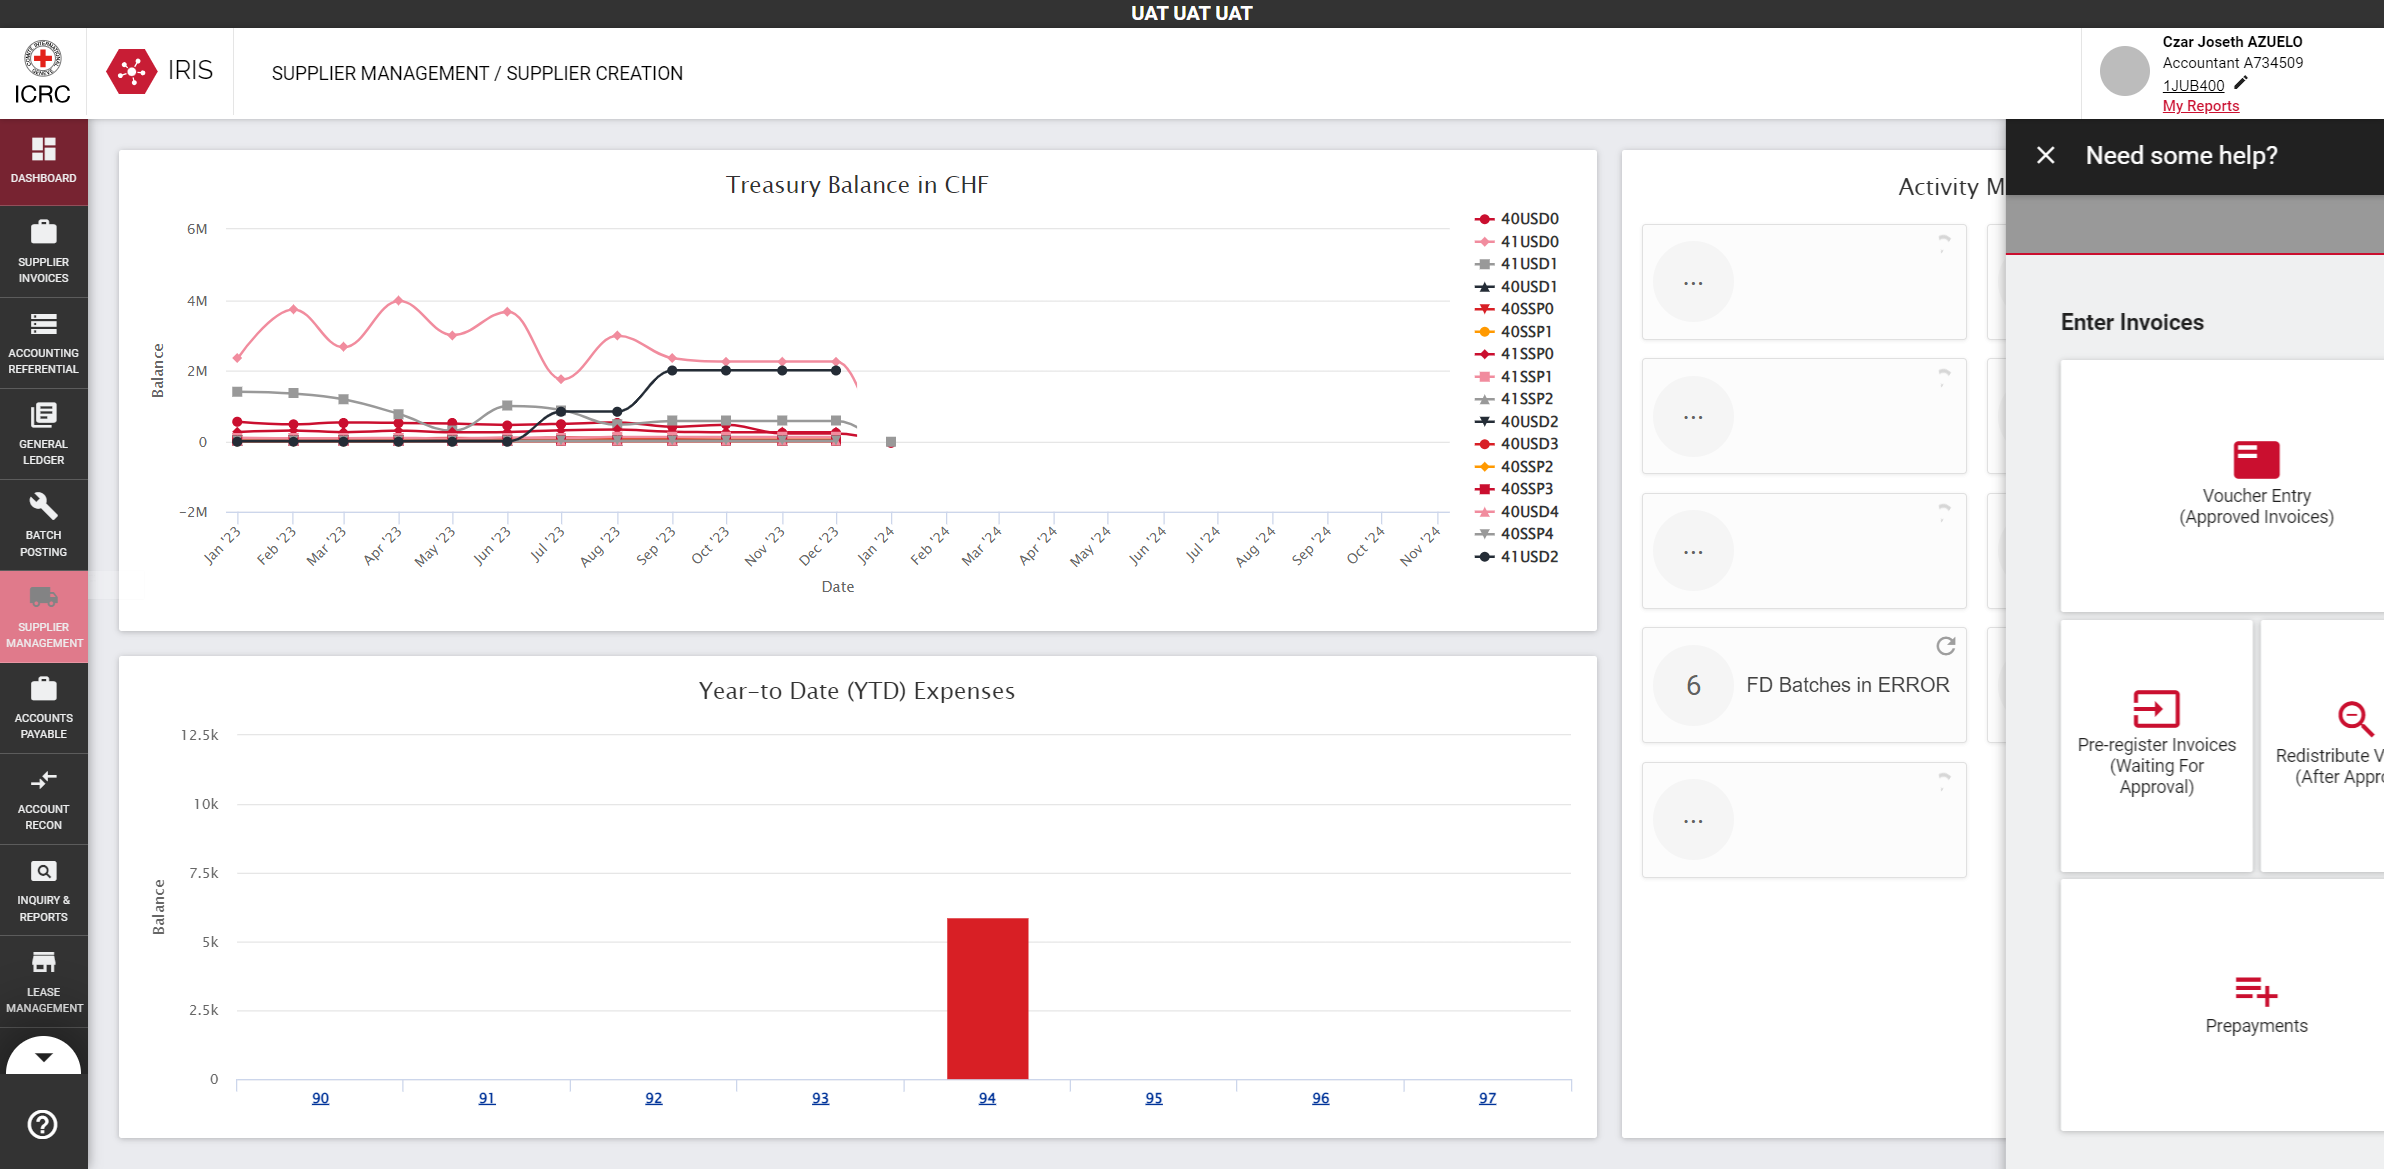 UAT UAT UAT
ICRC
IRIS
SUPPLIER MANAGEMENT / SUPPLIER CREATION
Czar Joseth AZUELO
Accountant A734509
1JUB400
My Reports
DASHBOARD
SUPPLIER
INVOICES
ACCOUNTING
REFERENTIAL
GENERAL
LEDGER
BATCH
POSTING
SUPPLIER
MANAGEMENT
ACCOUNTS
PAYABLE
ACCOUNT
RECON
INQUIRY &
REPORTS
LEASE
MANAGEMENT
Treasury Balance in CHF
Balance
6M
4M
2M
0
-2M
Jan '23
Feb '23
Mar '23
Apr '23
May '23
Jun '23
Jul '23
Aug '23
Sep '23
Oct '23
Nov '23
Dec '23
Jan '24
Feb '24
Mar '24
Apr '24
May '24
Jun '24
Jul '24
Aug '24
Sep '24
Oct '24
Nov '24
Date
40USD0
41USD0
41USD1
40USD1
40SSP0
40SSP1
41SSP0
41SSP1
41SSP2
40USD2
40USD3
40SSP2
40SSP3
40USD4
40SSP4
41USD2
Year-to Date (YTD) Expenses
Balance
12.5k
10k
7.5k
5k
2.5k
0
90
91
92
93
94
95
96
97
Activity M
...
...
...
6
FD Batches in ERROR
...
Need some help?
Enter Invoices
Voucher Entry
(Approved Invoices)
Pre-register Invoices
(Waiting For
Approval)
Redistribute V
(After Appr
Prepayments